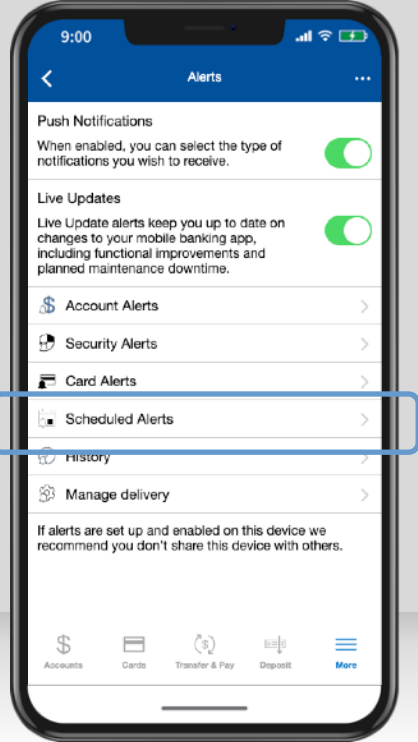 9:00
Alerts
Push Notifications
When enabled, you can select the type of
notifications you wish to receive.
Live Updates
Live Update alerts keep you up to date on
changes to your mobile banking app,
including functional improvements and
planned maintenance downtime.
Account Alerts
Security Alerts
Card Alerts
Scheduled Alerts
History
Manage delivery
If alerts are set up and enabled on this device we
recommend you don't share this device with others.
Accounts Cards Transfer & Pay Deposit More